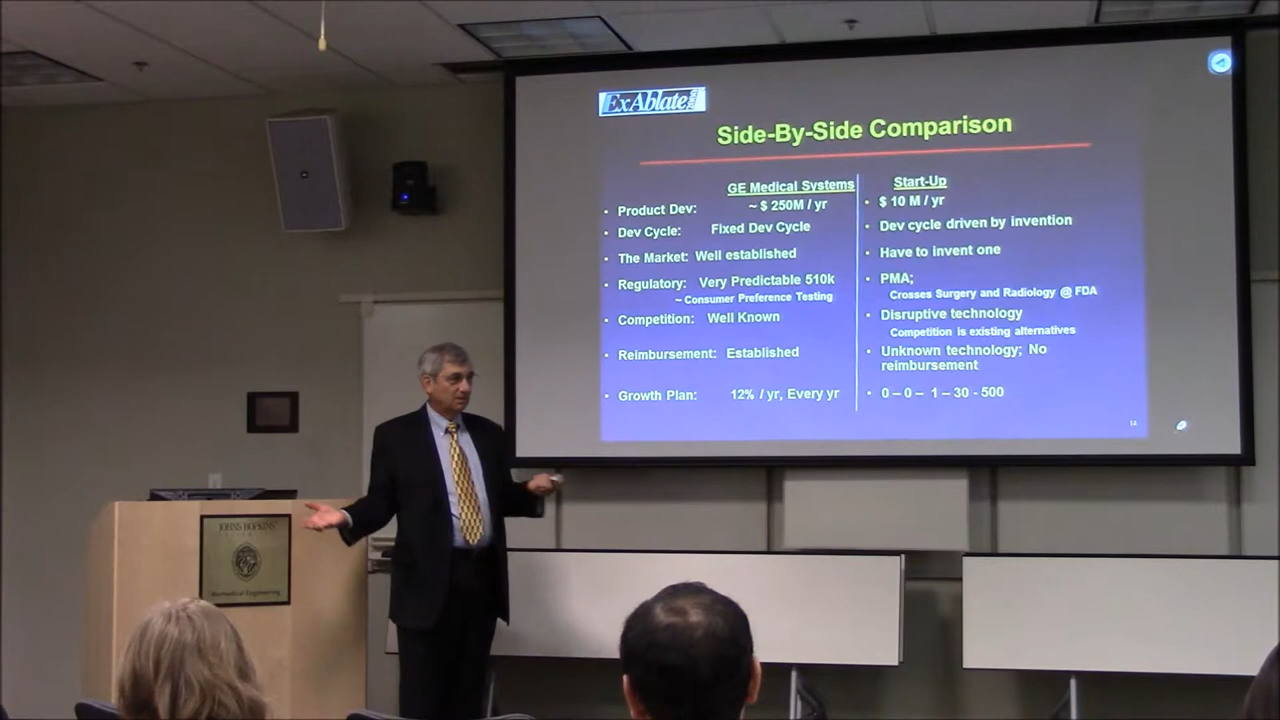 ExAblate 2000
Side-By-Side Comparison
GE Medical Systems
• Product Dev: ~ $ 250M / yr
• Dev Cycle: Fixed Dev Cycle
• The Market: Well established
• Regulatory: Very Predictable 510k
~ Consumer Preference Testing
• Competition: Well Known
• Reimbursement: Established
• Growth Plan: 12% / yr, Every yr
Start-Up
• $ 10 M / yr
• Dev cycle driven by invention
• Have to invent one
• PMA;
Crosses Surgery and Radiology @ FDA
• Disruptive technology
Competition is existing alternatives
• Unknown technology; No
reimbursement
• 0 – 0 – 1 – 30 - 500
14
JOHNS HOPKINS
Biomedical Engineering